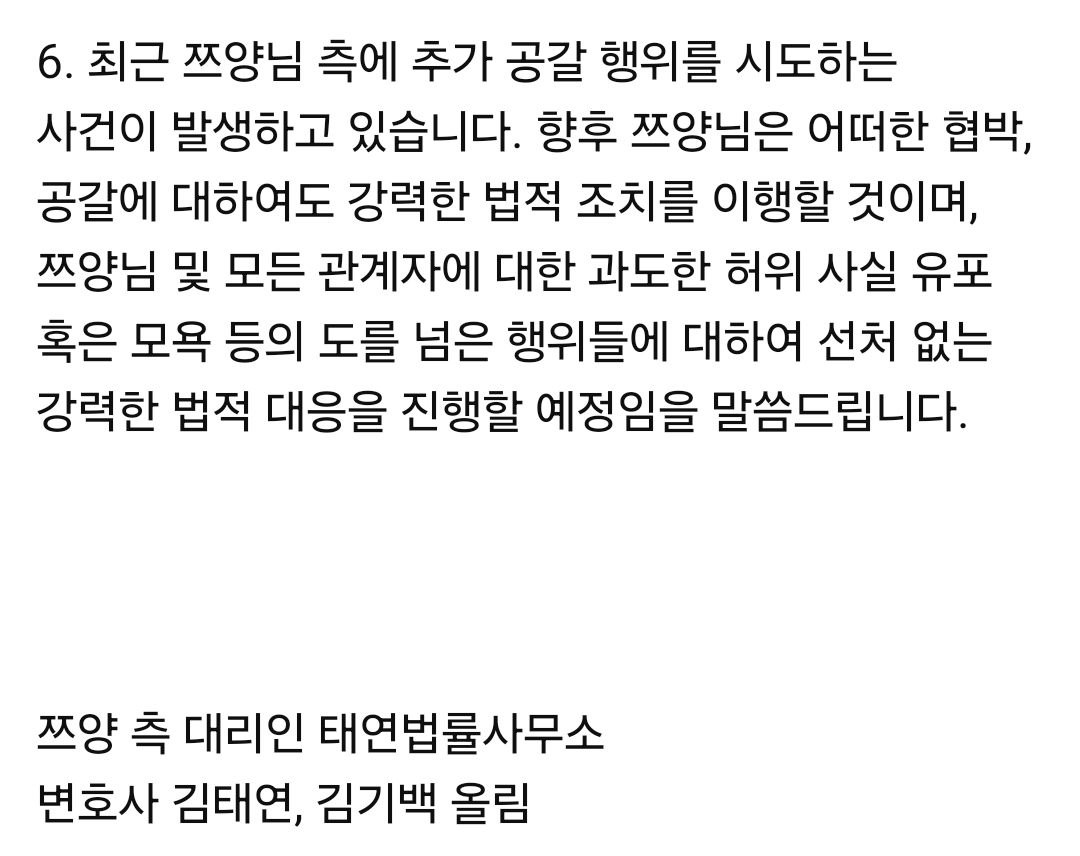 6. 최근 쯔양님 측에 추가 공갈 행위를 시도하는
사건이 발생하고 있습니다. 향후 쯔양님은 어떠한 협박,
공갈에 대하여도 강력한 법적 조치를 이행할 것이며,
쯔양님 및 모든 관계자에 대한 과도한 허위 사실 유포
혹은 모욕 등의 도를 넘은 행위들에 대하여 선처 없는
강력한 법적 대응을 진행할 예정임을 말씀드립니다.
쯔양 측 대리인 태연법률사무소
변호사 김태연, 김기백 올림